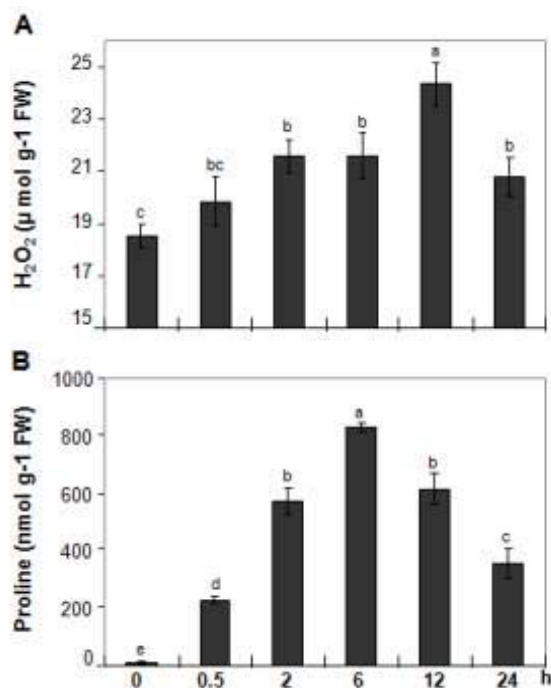 A
H₂O₂ (µ mol g-1 FW)
25
23
21
19
17
15
c
bc
b
b
a
b
B
Proline (nmol g-1 FW)
1000
800
600
400
200
0
e
d
b
a
b
c
0 0.5 2 6 12 24 h